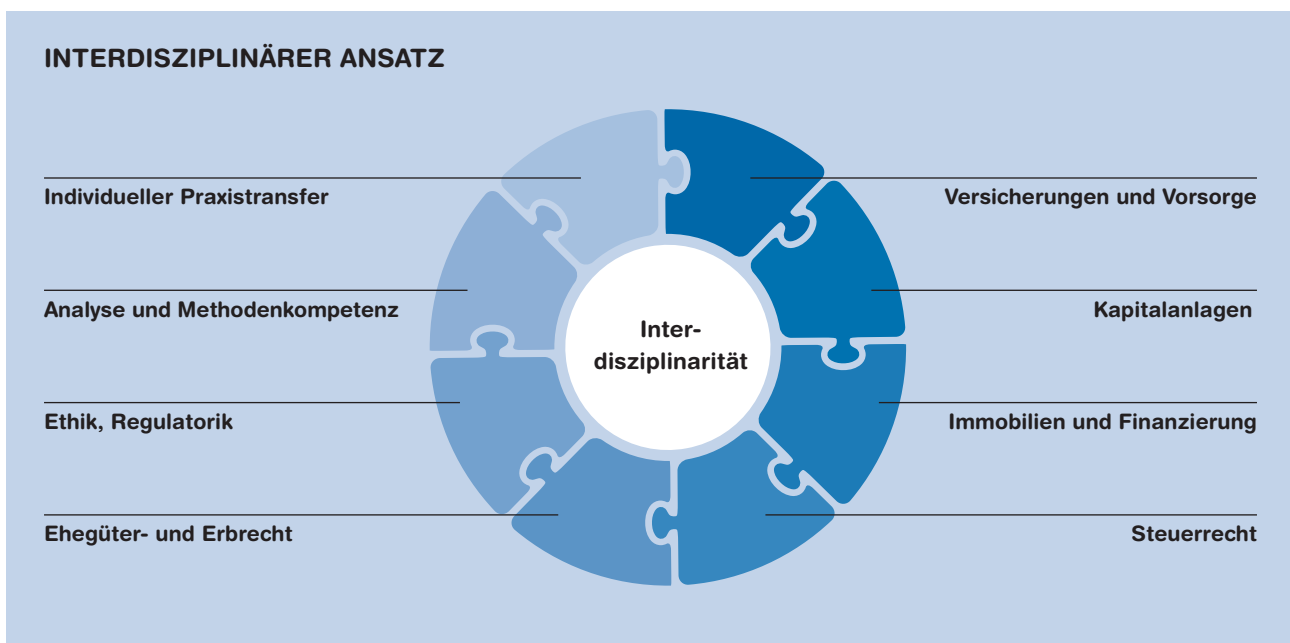 INTERDISZIPLINÄRER ANSATZ
Individueller Praxistransfer
Versicherungen und Vorsorge
Analyse und Methodenkompetenz
Kapitalanlagen
Inter-
disziplinarität
Ethik, Regulatorik
Immobilien und Finanzierung
Ehegüter- und Erbrecht
Steuerrecht